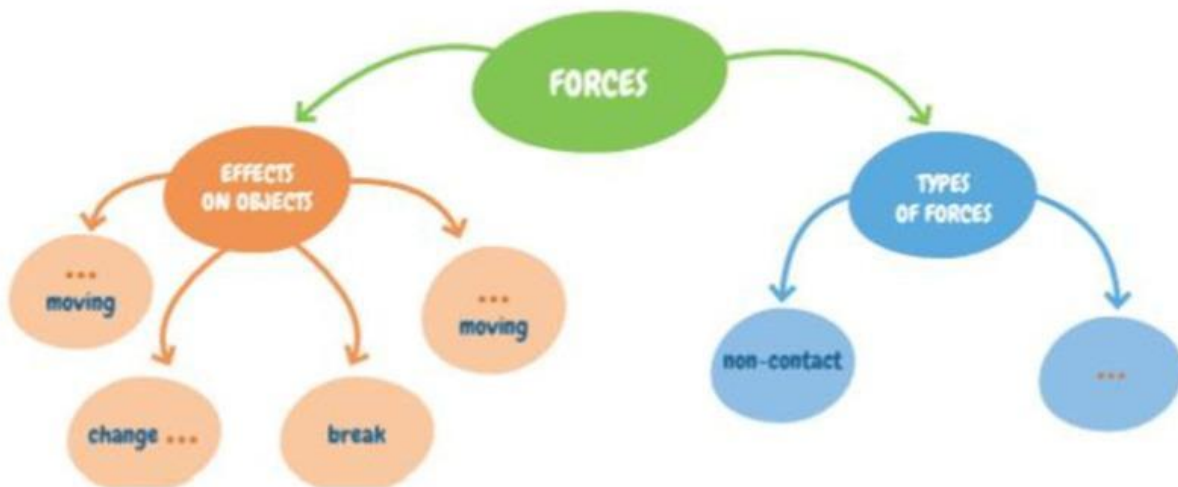 FORCES
EFFECTS
ON OBJECTS
TYPES
OF FORCES
...
moving
...
moving
non-contact
...
change ...
break